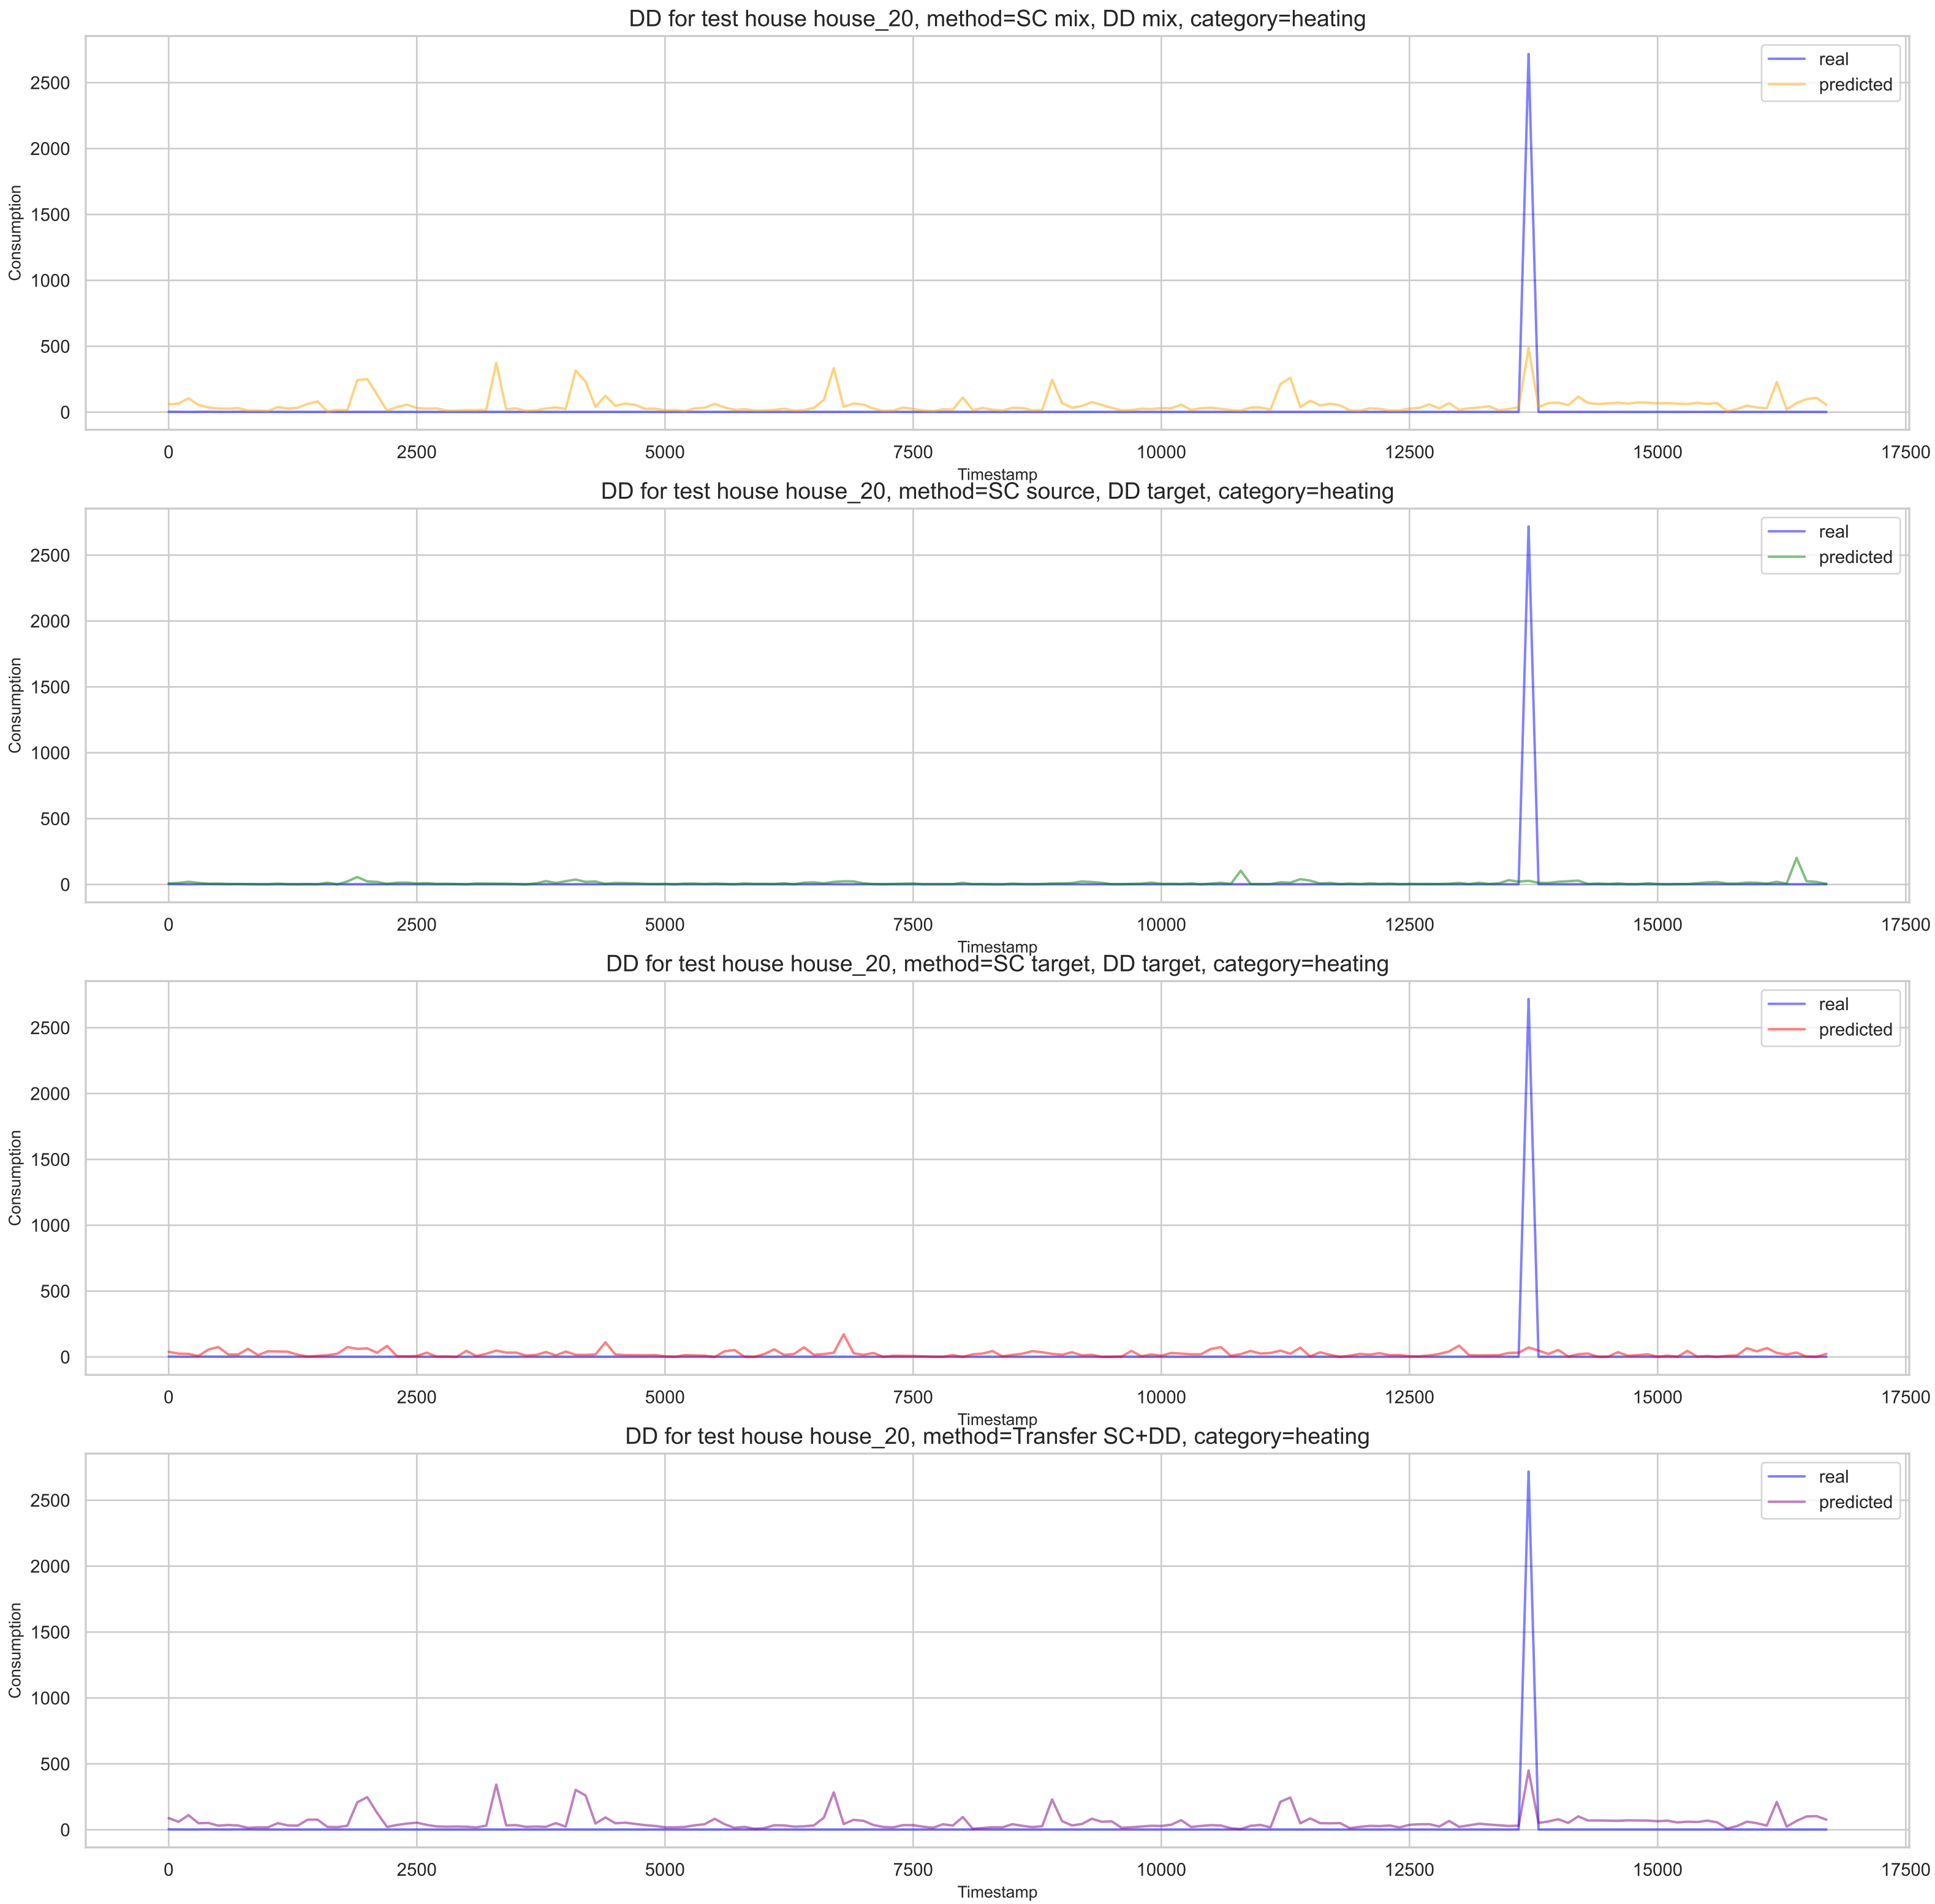 DD for test house house_20, method=SC mix, DD mix, category=heating
real
predicted
2500
2000
1500
1000
500
0
Consumption
0 2500 5000 7500 10000 12500 15000 17500
Timestamp
DD for test house house_20, method=SC source, DD target, category=heating
real
predicted
2500
2000
1500
1000
500
0
Consumption
0 2500 5000 7500 10000 12500 15000 17500
Timestamp
DD for test house house_20, method=SC target, DD target, category=heating
real
predicted
2500
2000
1500
1000
500
0
Consumption
0 2500 5000 7500 10000 12500 15000 17500
Timestamp
DD for test house house_20, method=Transfer SC+DD, category=heating
real
predicted
2500
2000
1500
1000
500
0
Consumption
0 2500 5000 7500 10000 12500 15000 17500
Timestamp